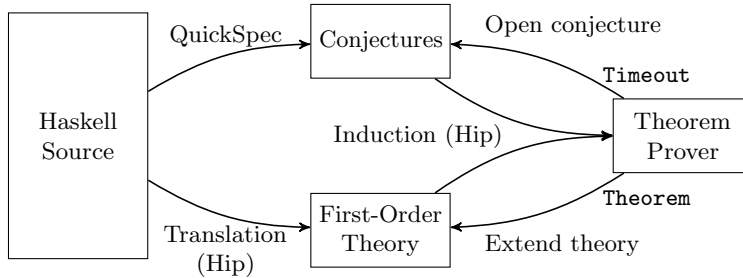 QuickSpec
Conjectures
Open conjecture
Timeout
Haskell
Source
Induction (Hip)
Theorem
Prover
Translation
(Hip)
First-Order
Theory
Theorem
Extend theory